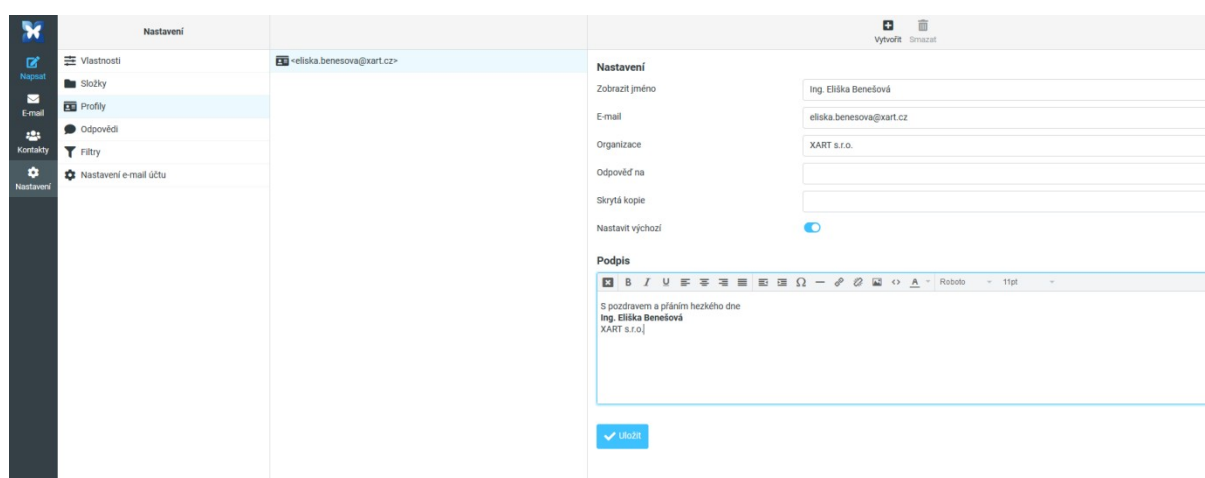 Nastavení
Vytvořit Smazat
Napsat
E-mail
Kontakty
Nastavení
Vlastnosti
Složky
Profily
Odpovědi
Filtry
Nastavení e-mail účtu
<eliska.benesova@xart.cz>
Nastavení
Zobrazit jméno Ing. Eliška Benešová
E-mail eliska.benesova@xart.cz
Organizace XART s.r.o.
Odpověď na
Skrytá kopie
Nastavit výchozí
Podpis
B I U Ω A Roboto 11pt
S pozdravem a přáním hezkého dne
Ing. Eliška Benešová
XART s.r.o.
Uložit